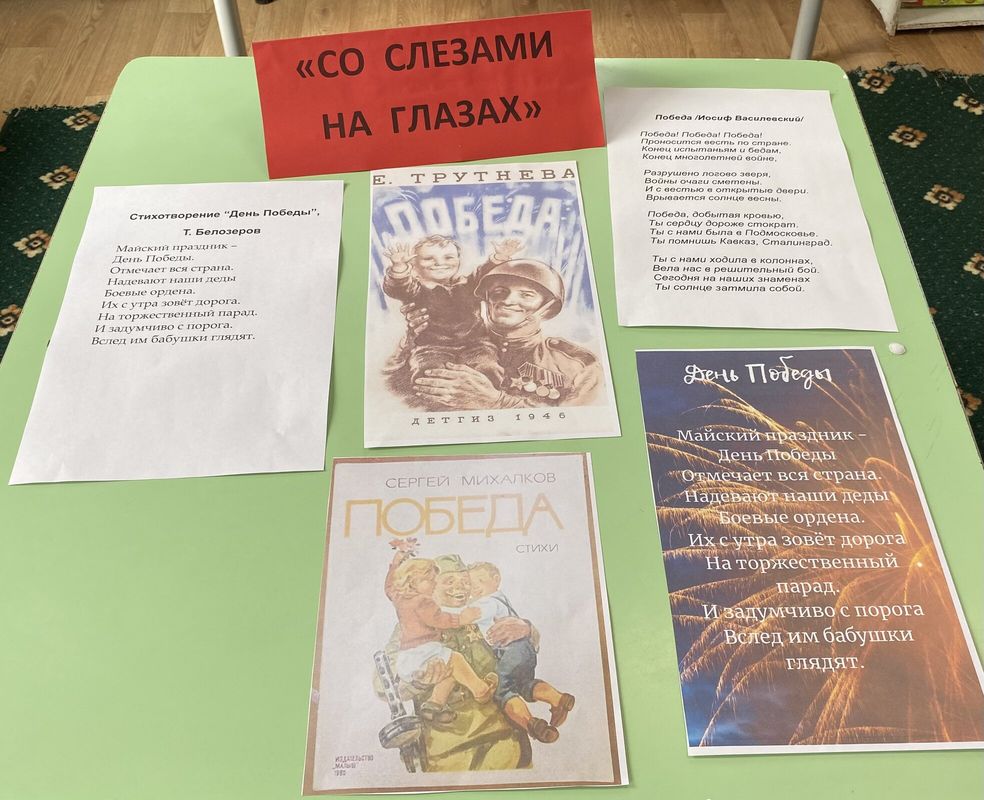 «СО СЛЕЗАМИ
НА ГЛАЗАХ»
Стихотворение “День Победы”,
Т. Белозеров
Майский праздник –
День Победы.
Отмечает вся страна.
Надевают наши деды
Боевые ордена.
Их с утра зовёт дорога.
На торжественный парад.
И задумчиво с порога.
Вслед им бабушки глядят.
Е. ТРУТНЕВА
ПОБЕДА
ДЕТГИЗ 1946
Победа /Иосиф Василевский/
Победа! Победа! Победа!
Проносится весть по стране.
Конец испытаньям и бедам,
Конец многолетней войне,
Разрушено логово зверя,
Войны очаги сметены.
И с вестью в открытые двери.
Врывается солнце весны.
Победа, добытая кровью,
Ты сердцу дороже стократ.
Ты с нами была в Подмосковье.
Ты помнишь Кавказ, Сталинград.
Ты с нами ходила в колоннах,
Вела нас в решительный бой.
Сегодня на наших знаменах
Ты солнце затмила собой.
СЕРГЕЙ МИХАЛКОВ
ПОБЕДА
СТИХИ
ИЗДАТЕЛЬСТВО
„МАЛЫШ“
День Победы
Майский праздник –
День Победы
Отмечает вся страна.
Надевают наши деды
Боевые ордена.
Их с утра зовёт дорога
На торжественный
парад.
И задумчиво с порога
Вслед им бабушки
глядят.